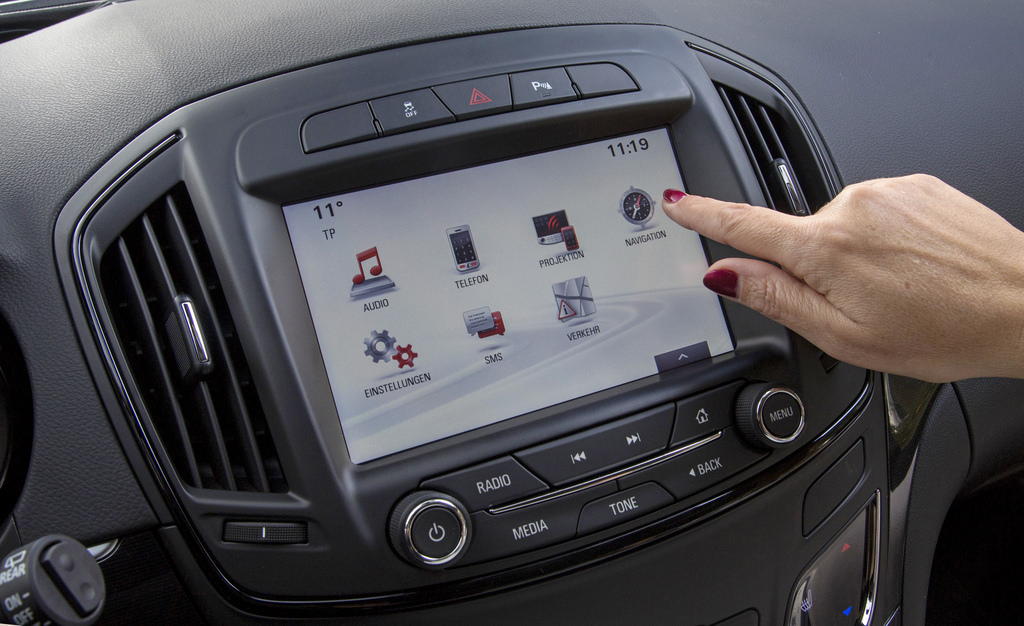 OFF
P
11:19
11°
TP
AUDIO
TELEFON
PROJEKTION
NAVIGATION
EINSTELLUNGEN
SMS
VERKEHR
RADIO
MEDIA
TONE
BACK
MENU
REAR
ON
OFF